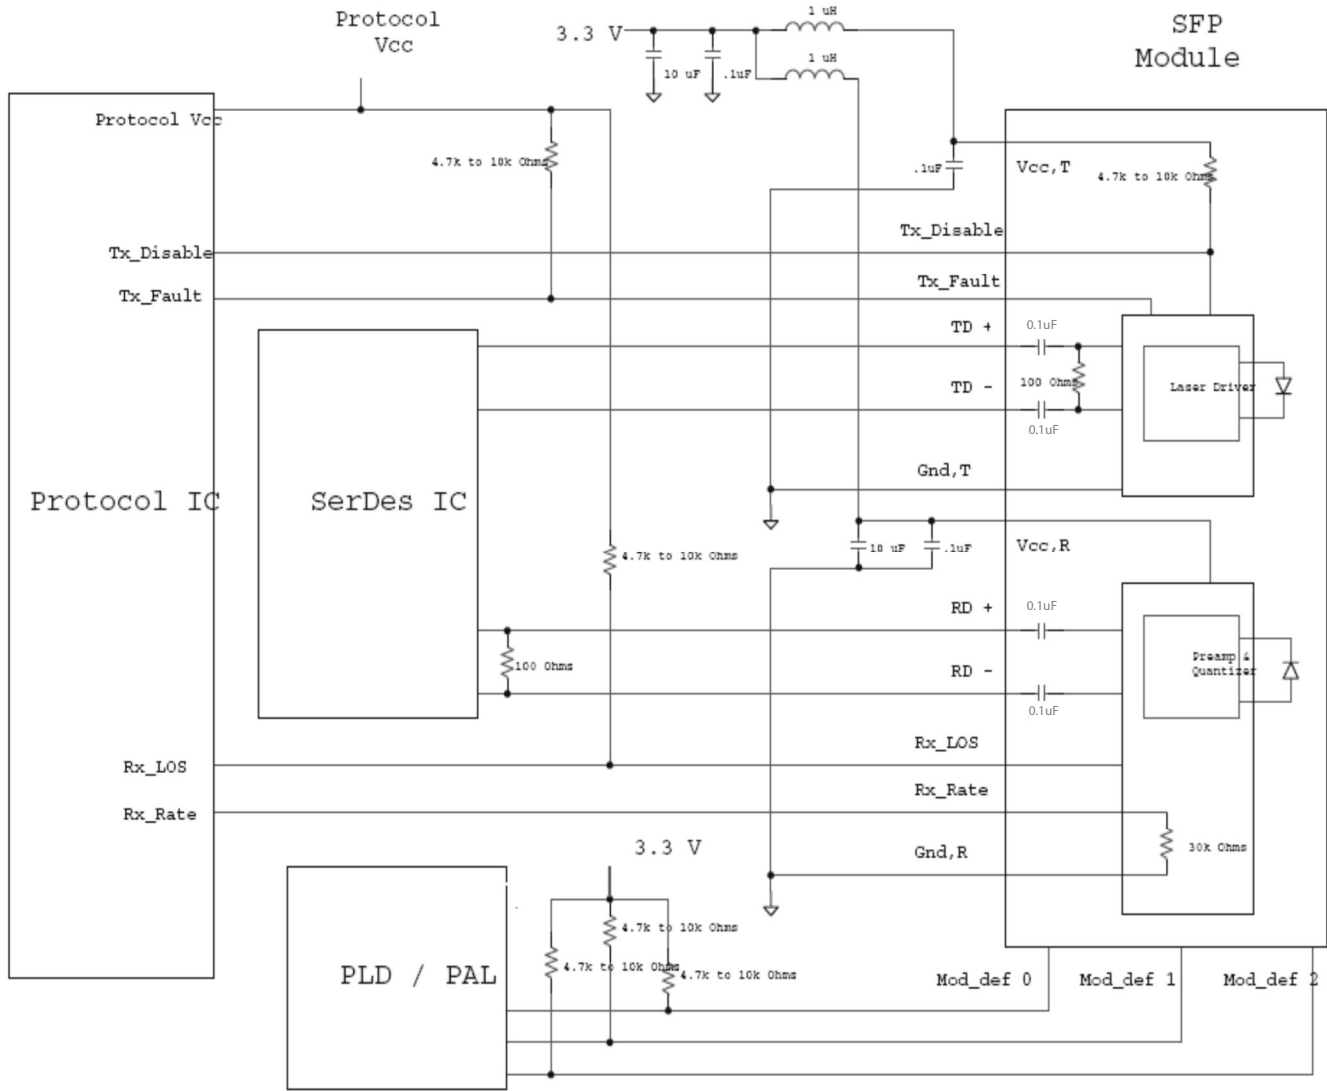 Protocol
Vcc
3.3 V
1 uH
1 uH
10 uF
.1uF
SFP
Module
Protocol Vcc
4.7k to 10k Ohms
.1uF
Vcc,T
4.7k to 10k Ohms
Tx_Disable
Tx_Disable
Tx_Fault
Tx_Fault
TD +
0.1uF
TD -
100 Ohms
Laser Driver
0.1uF
Gnd,T
Protocol IC
SerDes IC
4.7k to 10k Ohms
10 uF
.1uF
Vcc,R
RD +
0.1uF
100 Ohms
RD -
Preamp &
Quantizer
0.1uF
Rx_LOS
Rx_LOS
Rx_Rate
Rx_Rate
3.3 V
Gnd,R
30k Ohms
4.7k to 10k Ohms
PLD / PAL
4.7k to 10k Ohms
4.7k to 10k Ohms
Mod_def 0
Mod_def 1
Mod_def 2